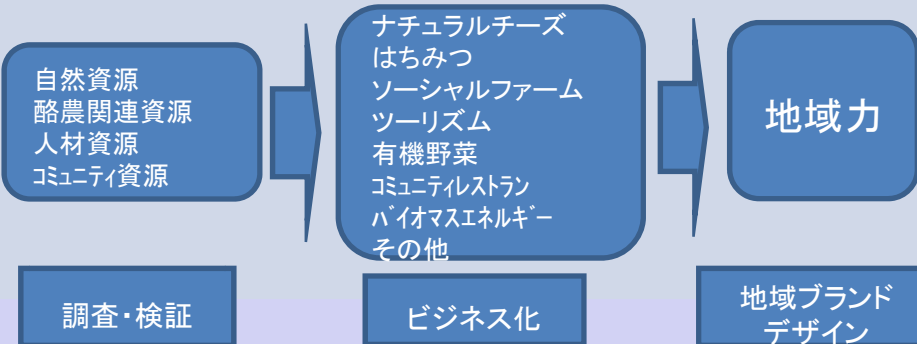 自然資源
酪農関連資源
人材資源
ｺﾐｭﾆﾃｨ資源
ナチュラルチーズ
はちみつ
ソーシャルファーム
ツーリズム
有機野菜
ｺﾐｭﾆﾃｨﾚｽﾄﾗﾝ
ﾊﾞｲｵﾏｽｴﾈﾙｷﾞｰ
その他
地域力
調査・検証
ビジネス化
地域ブランド
デザイン